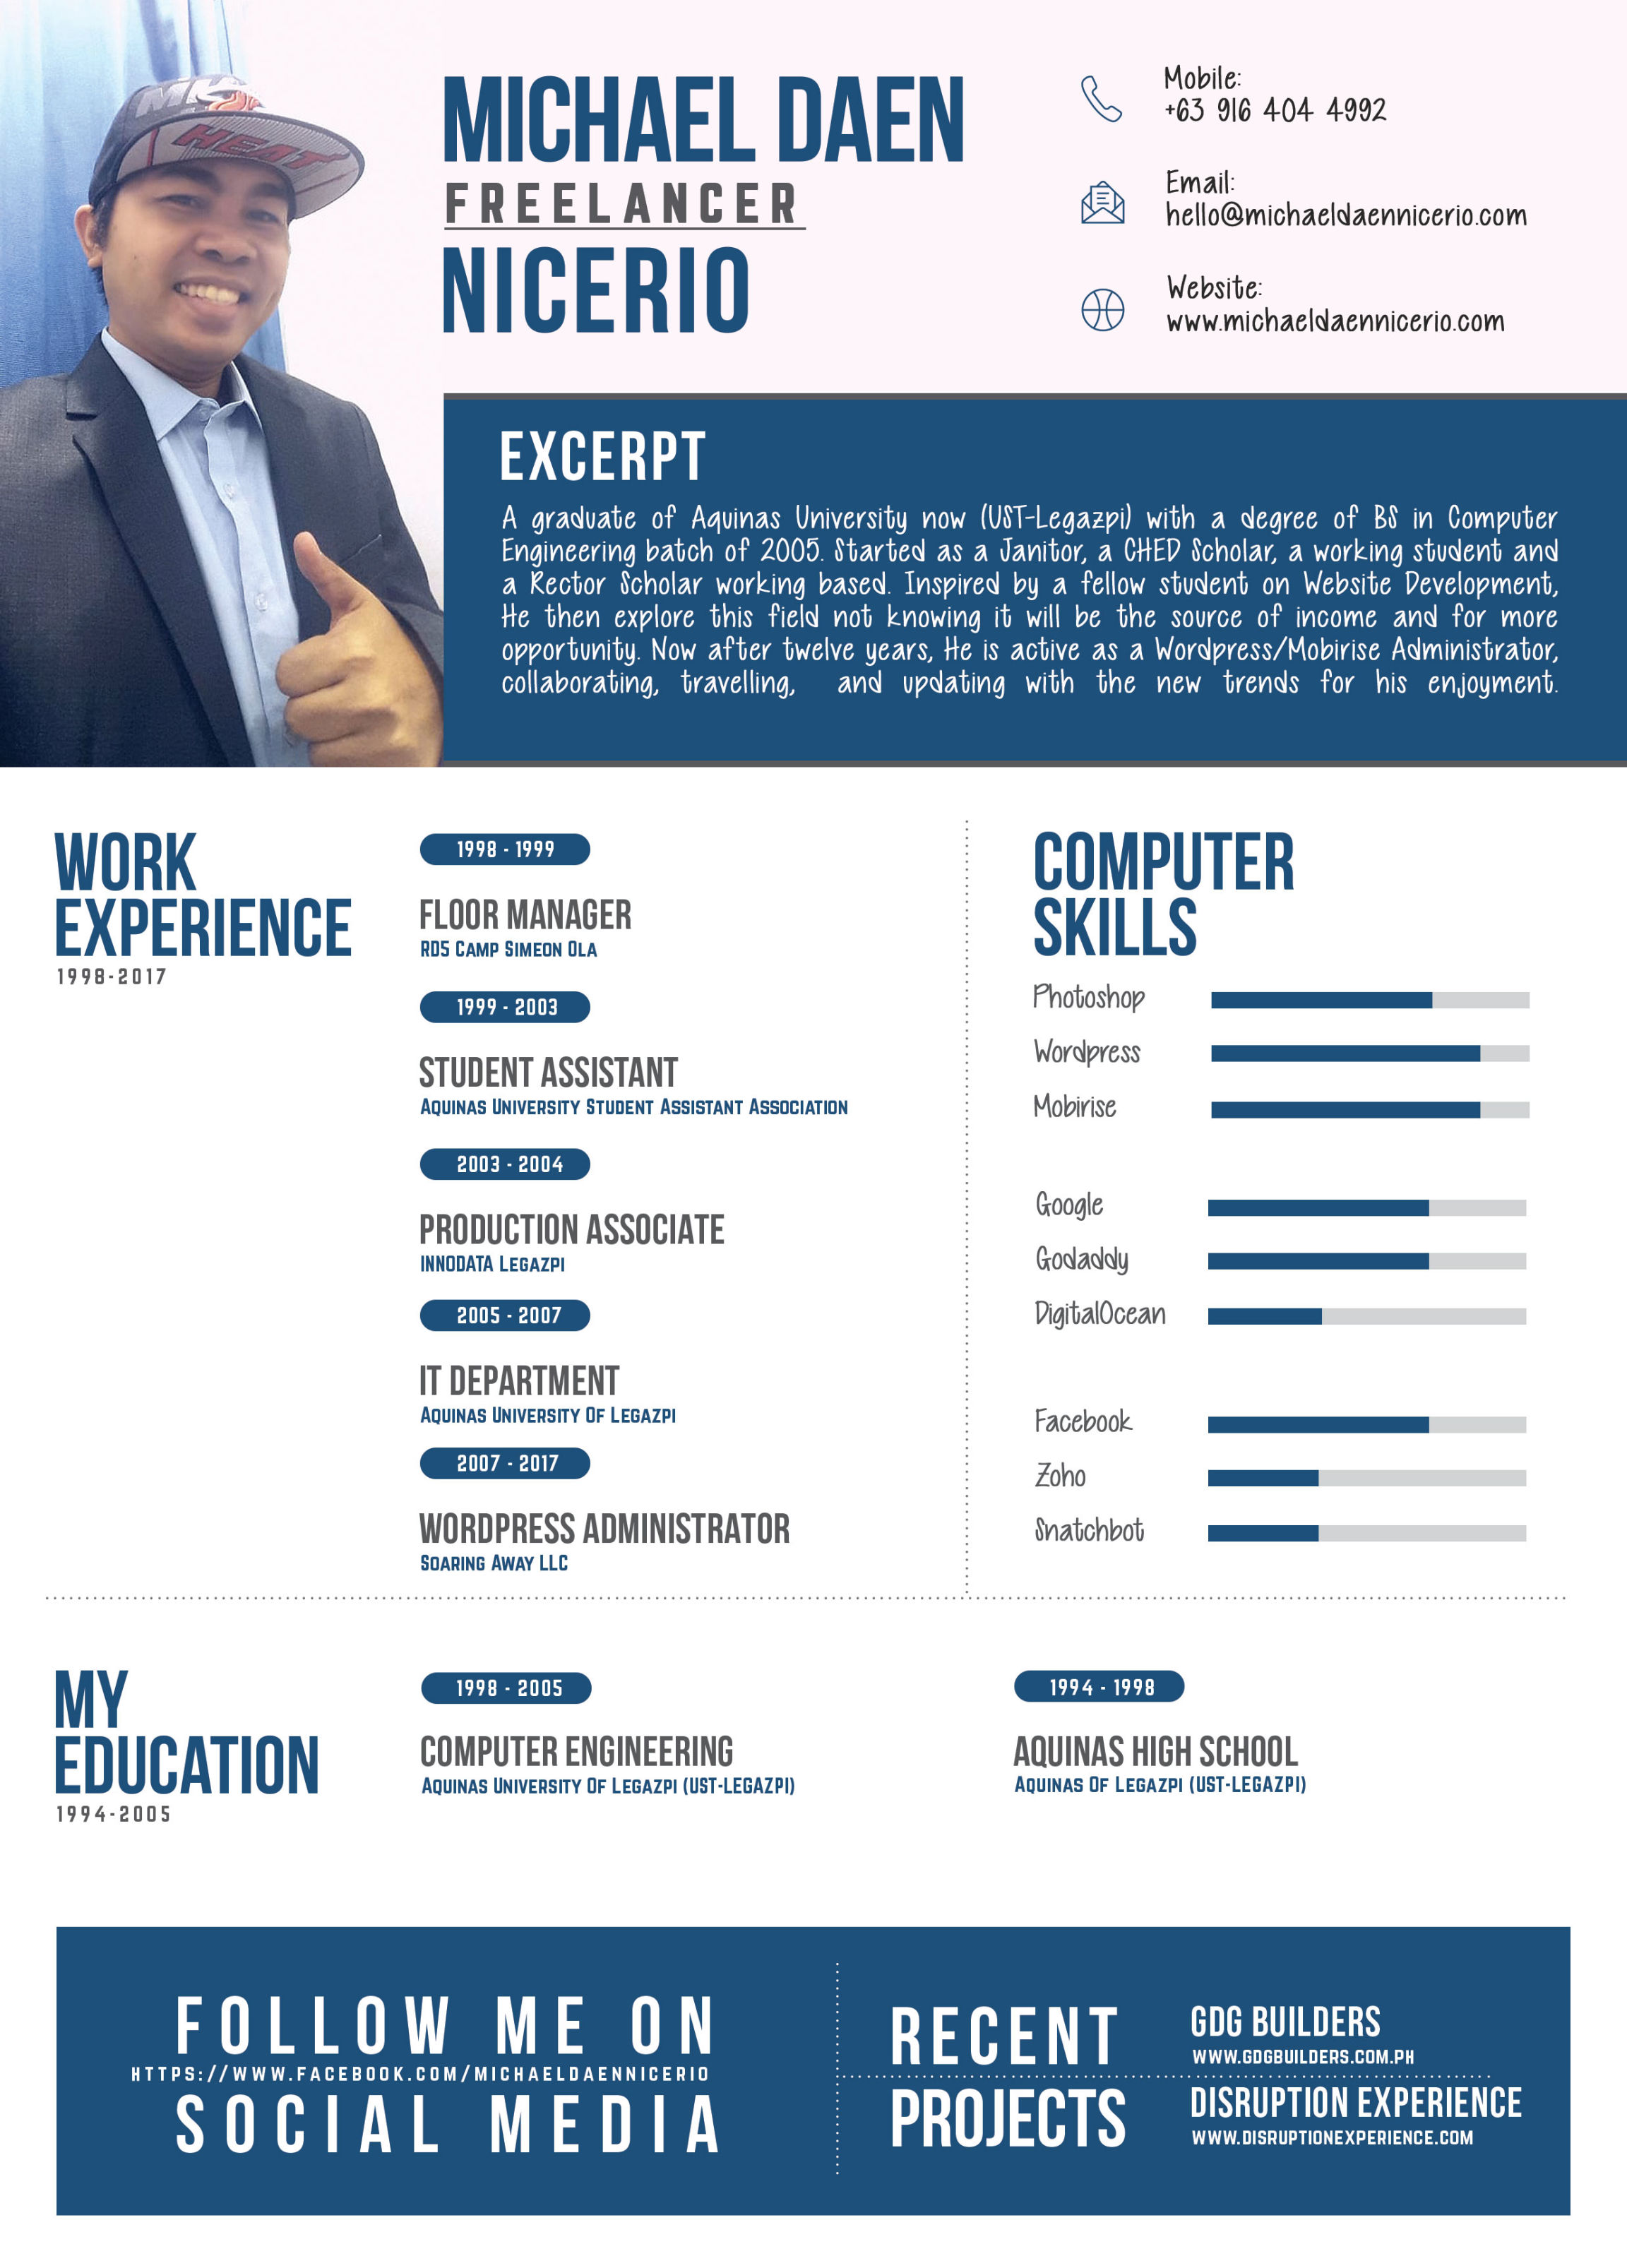 MICHAEL DAEN
FREELANCER
NICERIO
Mobile:
+63 916 404 4992
Email:
hello@michaeldaennicerio.com
Website:
www.michaeldaennicerio.com
HEAT
EXCERPT
A graduate of Aquinas University now (UST-Legazpi) with a degree of BS in Computer
Engineering batch of 2005. Started as a Janitor, a CHED Scholar, a working student and
a Rector Scholar working based. Inspired by a fellow student on Website Development,
He then explore this field not knowing it will be the source of income and for more
opportunity. Now after twelve years, He is active as a Wordpress/Mobirise Administrator,
collaborating, travelling, and updating with the new trends for his enjoyment.
WORK
EXPERIENCE
1998-2017
1998 - 1999
FLOOR MANAGER
RD5 CAMP SIMEON OLA
1999 - 2003
STUDENT ASSISTANT
AQUINAS UNIVERSITY STUDENT ASSISTANT ASSOCIATION
2003 - 2004
PRODUCTION ASSOCIATE
INNODATA LEGAZPI
2005 - 2007
IT DEPARTMENT
AQUINAS UNIVERSITY OF LEGAZPI
2007 - 2017
WORDPRESS ADMINISTRATOR
SOARING AWAY LLC
COMPUTER
SKILLS
Photoshop
Wordpress
Mobirise
Google
Godaddy
DigitalOcean
Facebook
Zoho
Snatchbot
MY
EDUCATION
1994-2005
1998 - 2005
COMPUTER ENGINEERING
AQUINAS UNIVERSITY OF LEGAZPI (UST-LEGAZPI)
1994 - 1998
AQUINAS HIGH SCHOOL
AQUINAS OF LEGAZPI (UST-LEGAZPI)
FOLLOW ME ON
HTTPS://WWW.FACEBOOK.COM/MICHAELDAENNICERIO
SOCIAL MEDIA
RECENT
PROJECTS
GDG BUILDERS
WWW.GDGBUILDERS.COM.PH
DISRUPTION EXPERIENCE
WWW.DISRUPTIONEXPERIENCE.COM